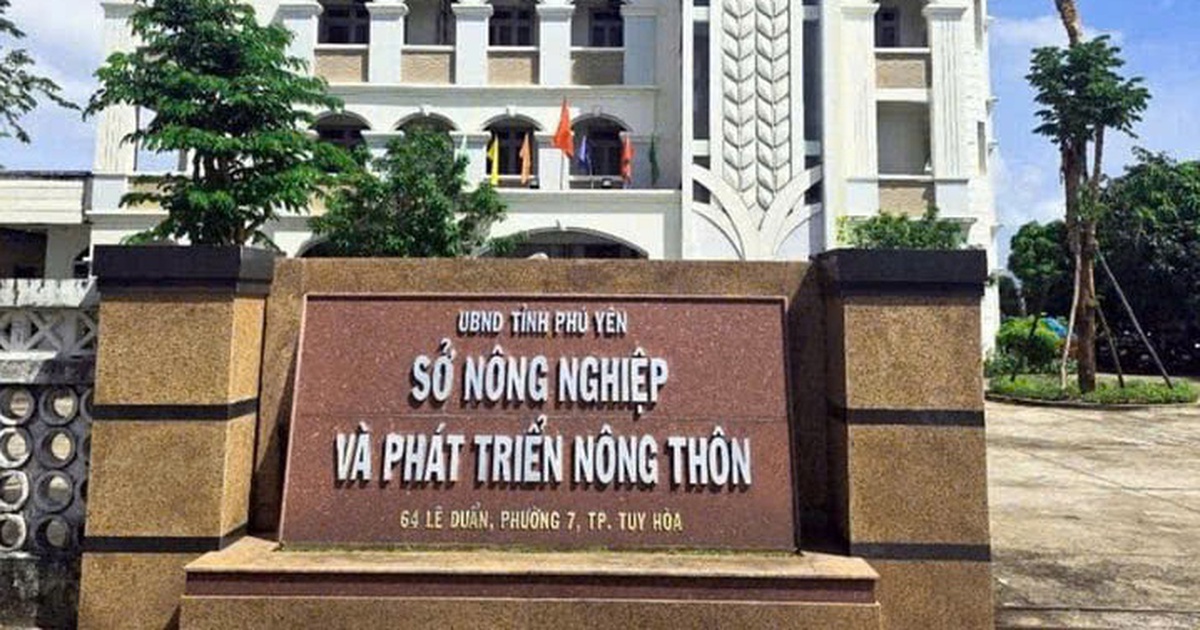 UBND TỈNH PHÚ YÊN
SỞ NÔNG NGHIỆP
VÀ PHÁT TRIỂN NÔNG THÔN
64 LÊ DUẨN, PHƯỜNG 7, TP. TUY HÒA